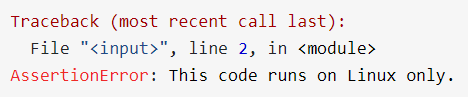 Traceback (most recent call last):
  File "<input>", line 2, in <module>
AssertionError: This code runs on Linux only.